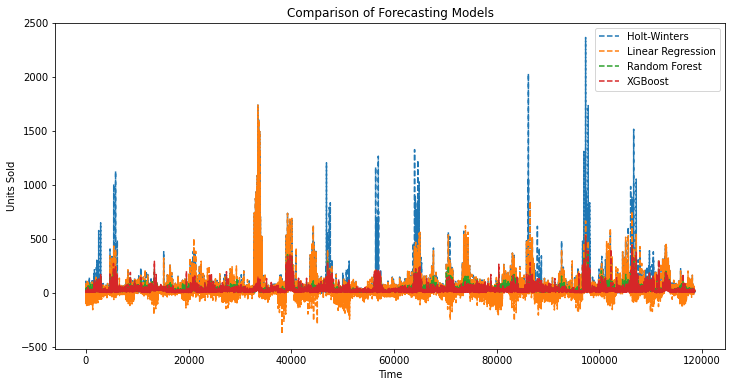 Comparison of Forecasting Models
2500
2000
1500
1000
500
0
−500
Units Sold
Holt-Winters
Linear Regression
Random Forest
XGBoost
0
20000
40000
60000
80000
100000
120000
Time